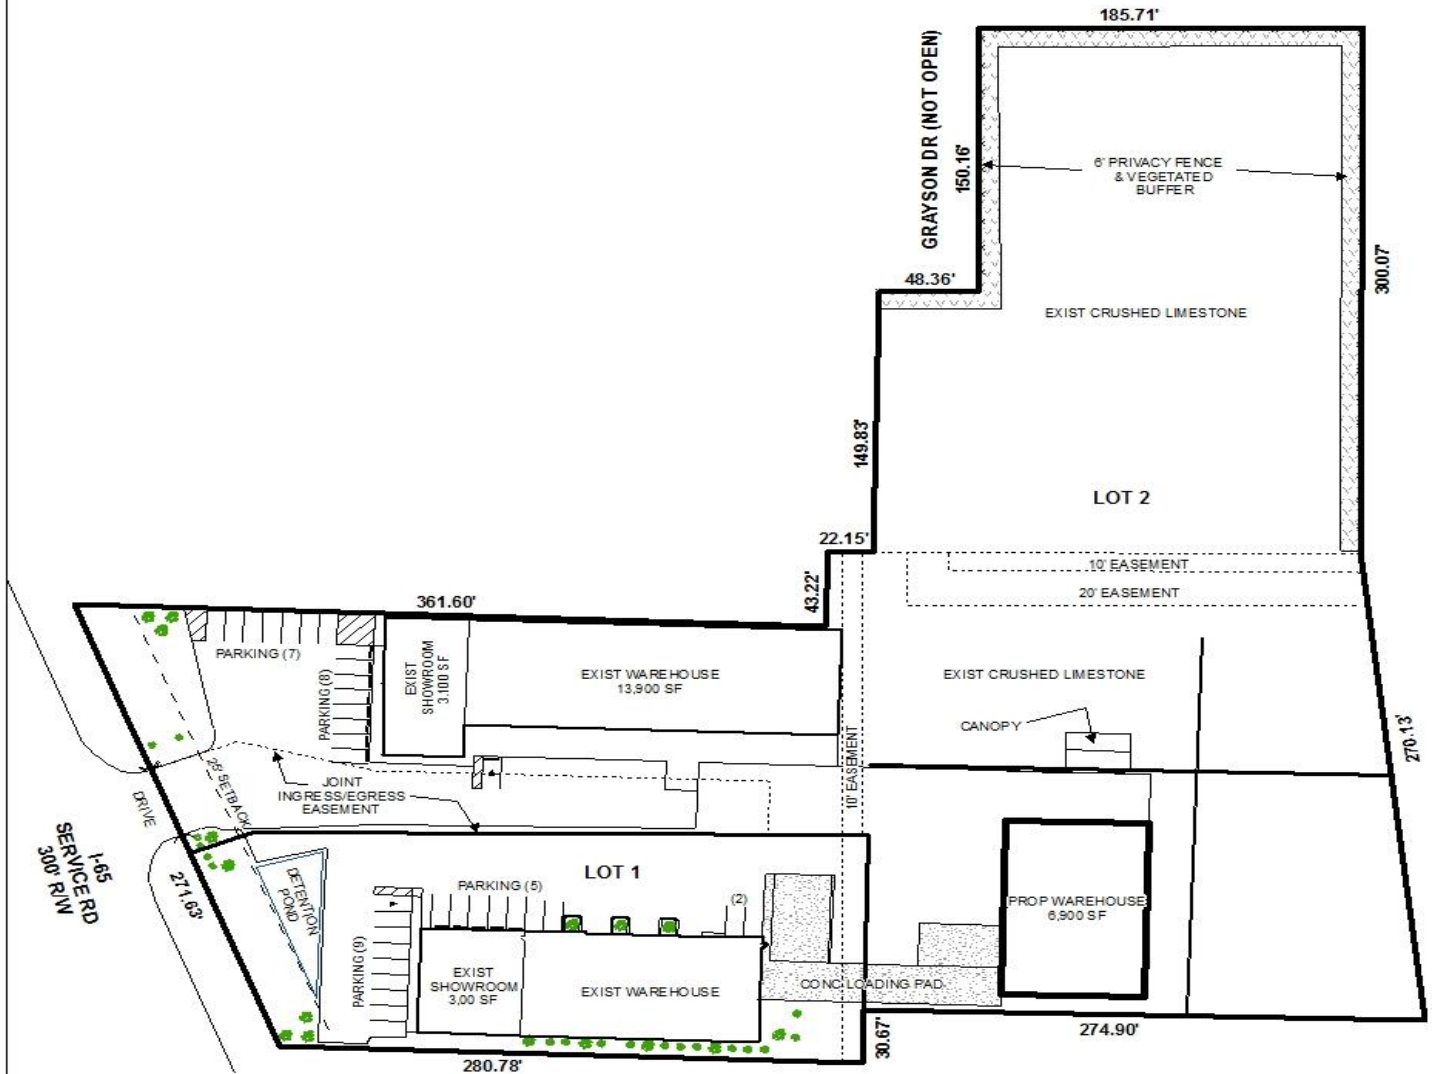 185.71'
GRAYSON DR (NOT OPEN)
150.16'
6' PRIVACY FENCE
& VEGETATED
BUFFER
300.07'
48.36'
EXIST CRUSHED LIMESTONE
149.83'
LOT 2
22.15'
43.22'
10' EASEMENT
20' EASEMENT
361.60'
PARKING (7)
PARKING (8)
EXIST
SHOWROOM
3,100 SF
EXIST WAREHOUSE
13,900 SF
EXIST CRUSHED LIMESTONE
CANOPY
270.13'
10' EASEMENT
25' SETBACK
JOINT
INGRESS/EGRESS
EASEMENT
DRIVE
I-65
SERVICE RD
300' R/W
271.63'
LOT 1
DETENTION
POND
PARKING (5)
(2)
PARKING (9)
PROP WAREHOUSE
6,900 SF
EXIST
SHOWROOM
3,00 SF
EXIST WAREHOUSE
CONC LOADING PAD
30.67'
274.90'
280.78'